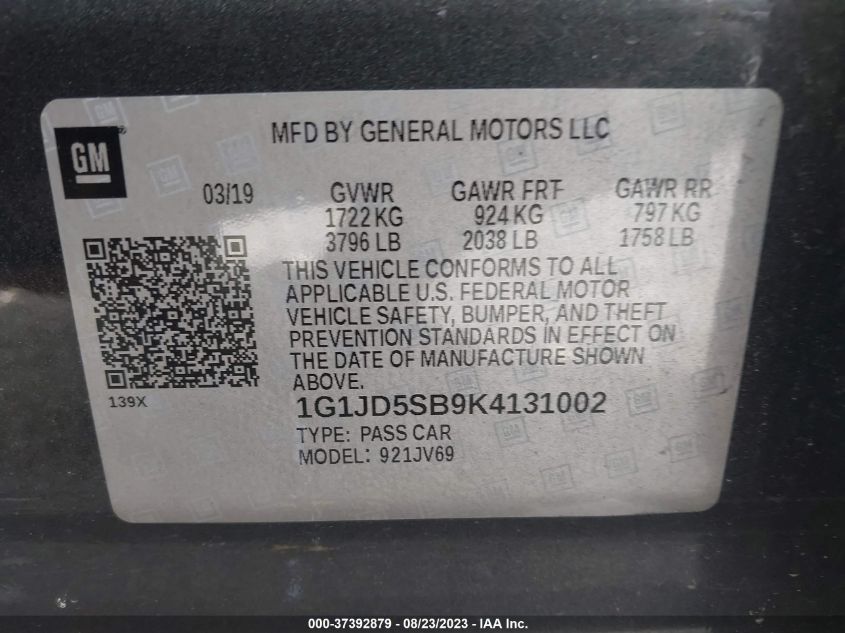 GM
MFD BY GENERAL MOTORS LLC
03/19 GVWR GAWR FRT GAWR RR
1722 KG 924 KG 797 KG
3796 LB 2038 LB 1758 LB
THIS VEHICLE CONFORMS TO ALL
APPLICABLE U.S. FEDERAL MOTOR
VEHICLE SAFETY, BUMPER, AND THEFT
PREVENTION STANDARDS IN EFFECT ON
THE DATE OF MANUFACTURE SHOWN
ABOVE.
139X
1G1JD5SB9K4131002
TYPE: PASS CAR
MODEL: 921JV69
000-37392879 - 08/23/2023 - IAA Inc.